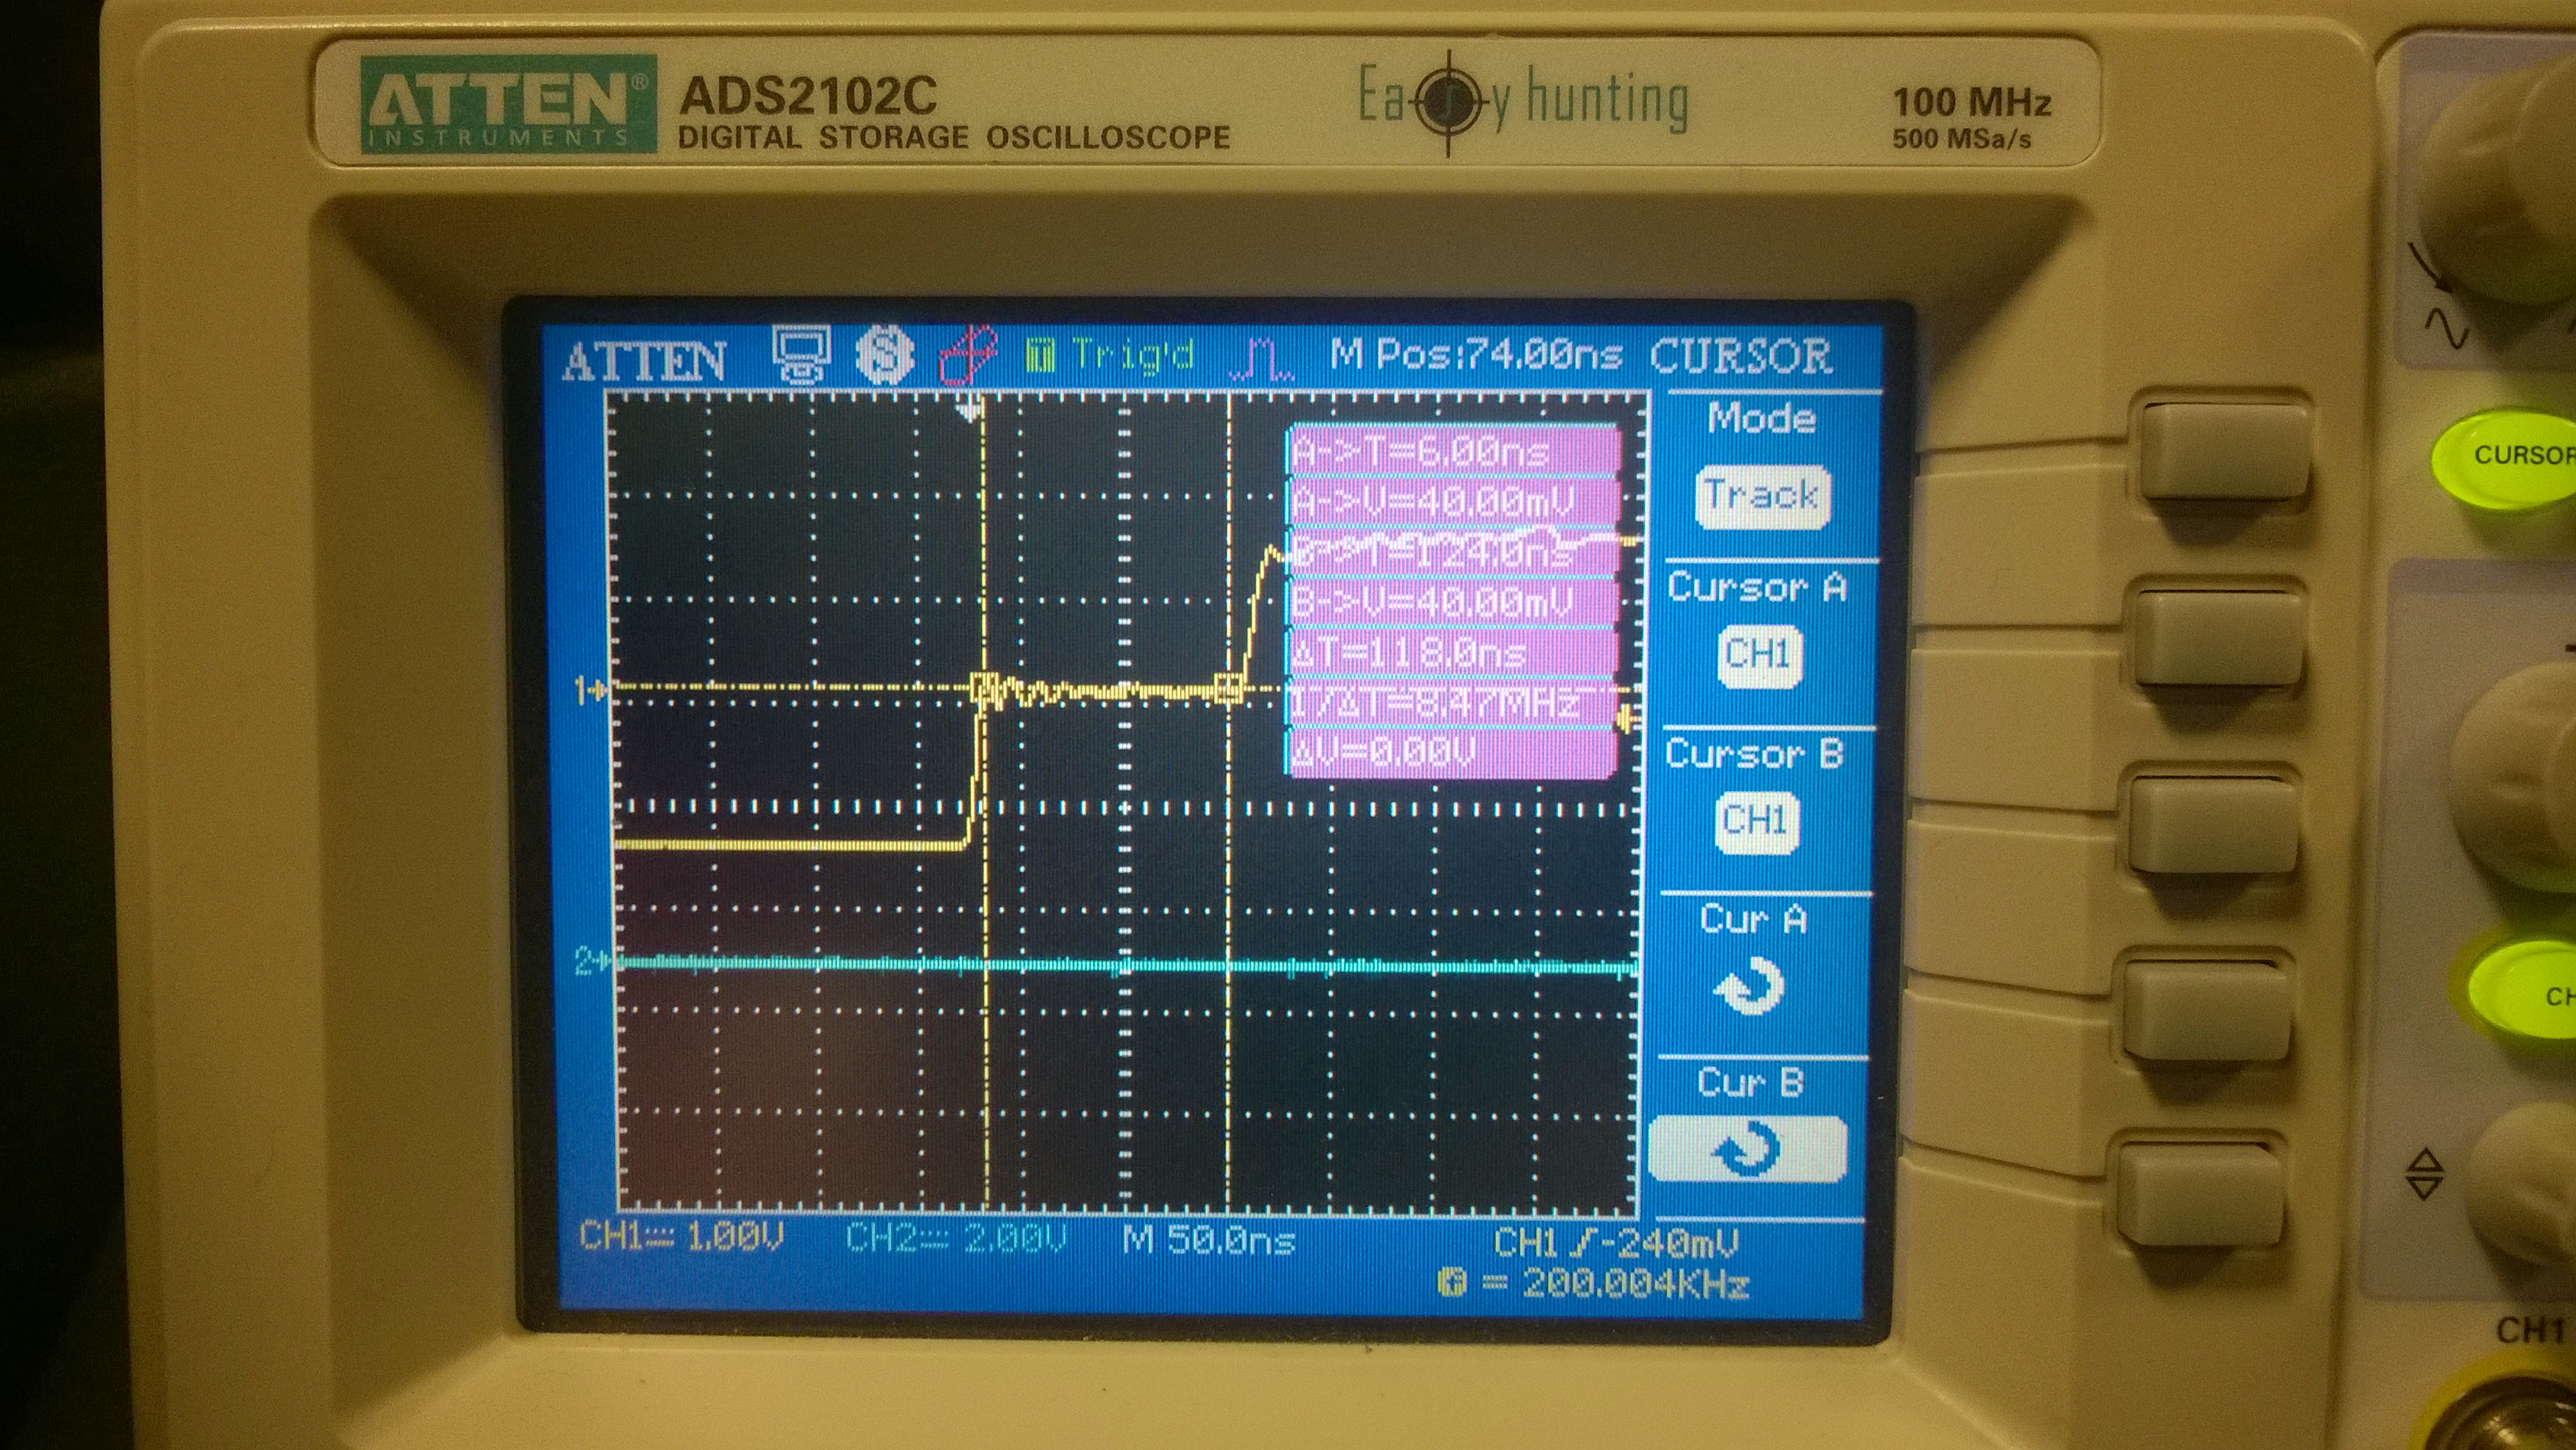 ATTEN®
INSTRUMENTS
ADS2102C
DIGITAL STORAGE OSCILLOSCOPE
Easy hunting
100 MHz
500 MSa/s
ATTEN
T Trig'd
M Pos:74.00ns
CURSOR
Mode
Track
Cursor A
CH1
Cursor B
CH1
Cur A
Cur B
A->T=6.00ns
A->V=40.00mV
B->T=124.0ns
B->V=40.00mV
ΔT=118.0ns
1/ΔT=8.47MHz
ΔV=0.00V
1
2
CH1 1.00V
CH2 2.00V
M 50.0ns
CH1 -240mV
= 200.004KHz
CURSOR
CH1